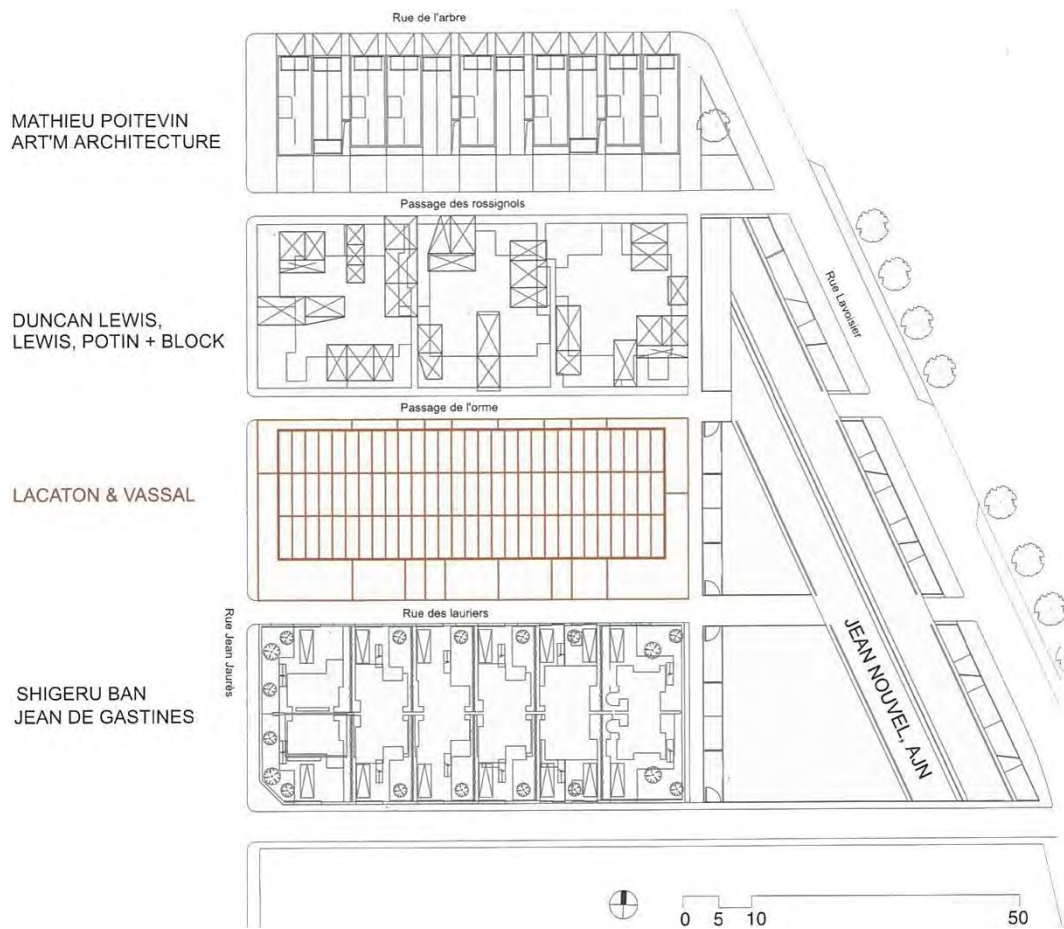 Rue de l'arbre
MATHIEU POITEVIN
ART'M ARCHITECTURE
Passage des rossignols
DUNCAN LEWIS,
LEWIS, POTIN + BLOCK
Rue Lavoisier
Passage de l'orme
LACATON & VASSAL
Rue des lauriers
Rue Jean Jaurès
SHIGERU BAN
JEAN DE GASTINES
JEAN NOUVEL, AJN
0 5 10 50